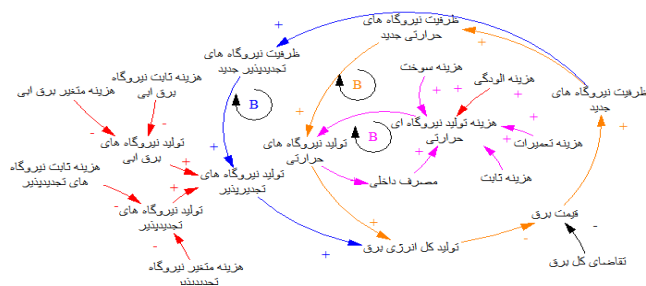 ظرفیت نیروگاه های
حرارتی جدید
ظرفیت نیروگاه های
تجدیدپذیر جدید
هزینه سوخت
هزینه الودگی
هزینه ثابت نیروگاه
برق ابی
هزینه متغیر برق ابی
ظرفیت نیروگاه های
جدید
هزینه تولید نیروگاه ای
حرارتی
هزینه تعمیرات
تولید نیروگاه های
برق ابی
تولید نیروگاه های
حرارتی
هزینه ثابت نیروگاه
های تجدیدپذیر
تولید نیروگاه های
تجدیرپذیر
مصرف داخلی
هزینه ثابت
تولید نیروگاه های
تجدیدپذیر
قیمت برق
تولید کل انرژی برق
تقاضای کل برق
هزینه متغیر نیروگاه
تجدیدپذیر
B
B
B